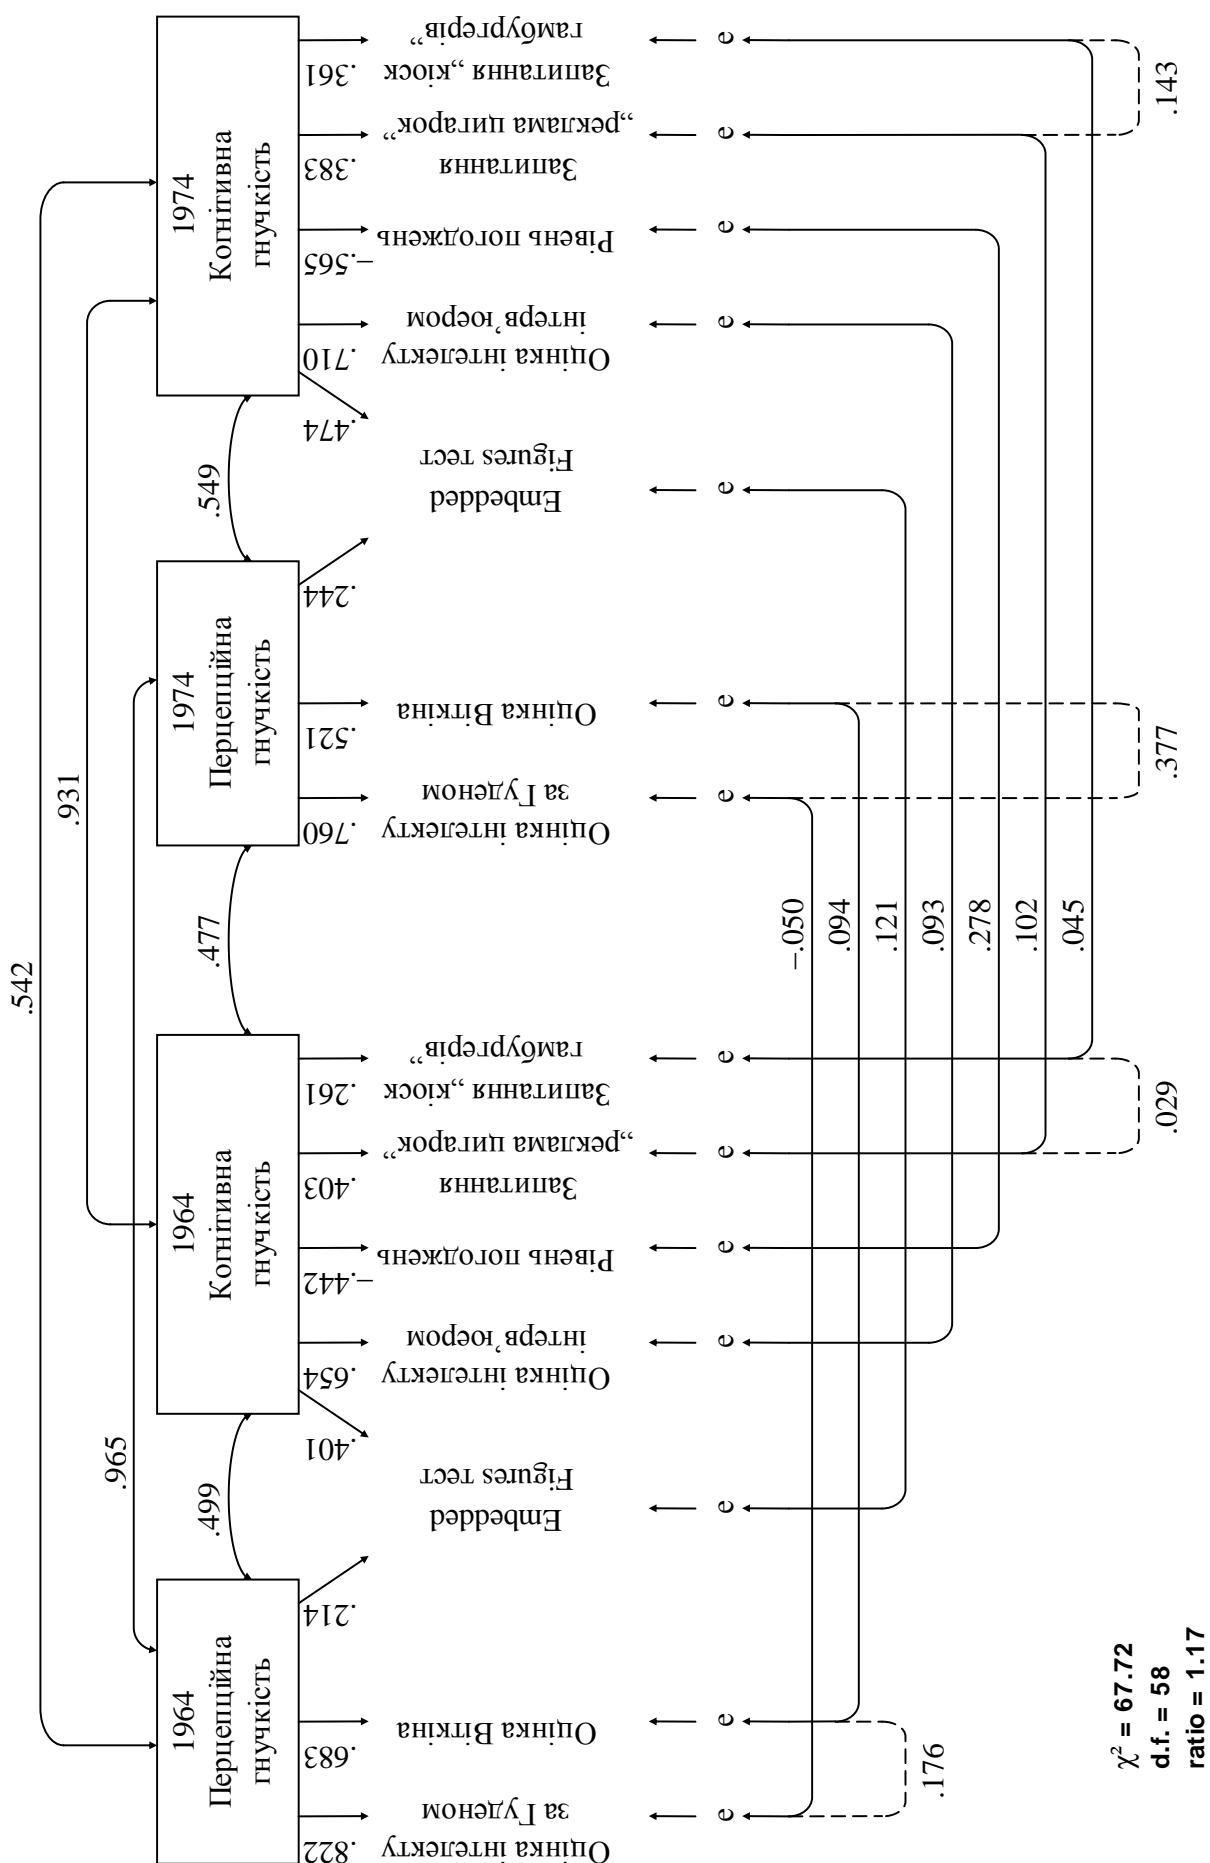 .542
.931
.965
1964
Перцепційна
гнучкість
.499
1964
Когнітивна
гнучкість
.477
1974
Перцепційна
гнучкість
.549
1974
Когнітивна
гнучкість
.822
Оцінка інтелекту
за Гуденом
.683
Оцінка Віткіна
.214
Embedded
Figures тест
.401
.654
Оцінка інтелекту
інтерв’юером
–.442
Рівень погоджень
.403
Запитання
„реклама цигарок”
.261
Запитання „кіоск
гамбургерів”
.760
Оцінка інтелекту
за Гуденом
.521
Оцінка Віткіна
.244
Embedded
Figures тест
.474
.710
Оцінка інтелекту
інтерв’юером
–.565
Рівень погоджень
.383
Запитання
„реклама цигарок”
.361
Запитання „кіоск
гамбургерів”
e
e
e
e
e
e
e
e
e
e
e
e
e
e
–.050
.094
.121
.093
.278
.102
.045
.176
.029
.377
.143
χ² = 67.72
d.f. = 58
ratio = 1.17